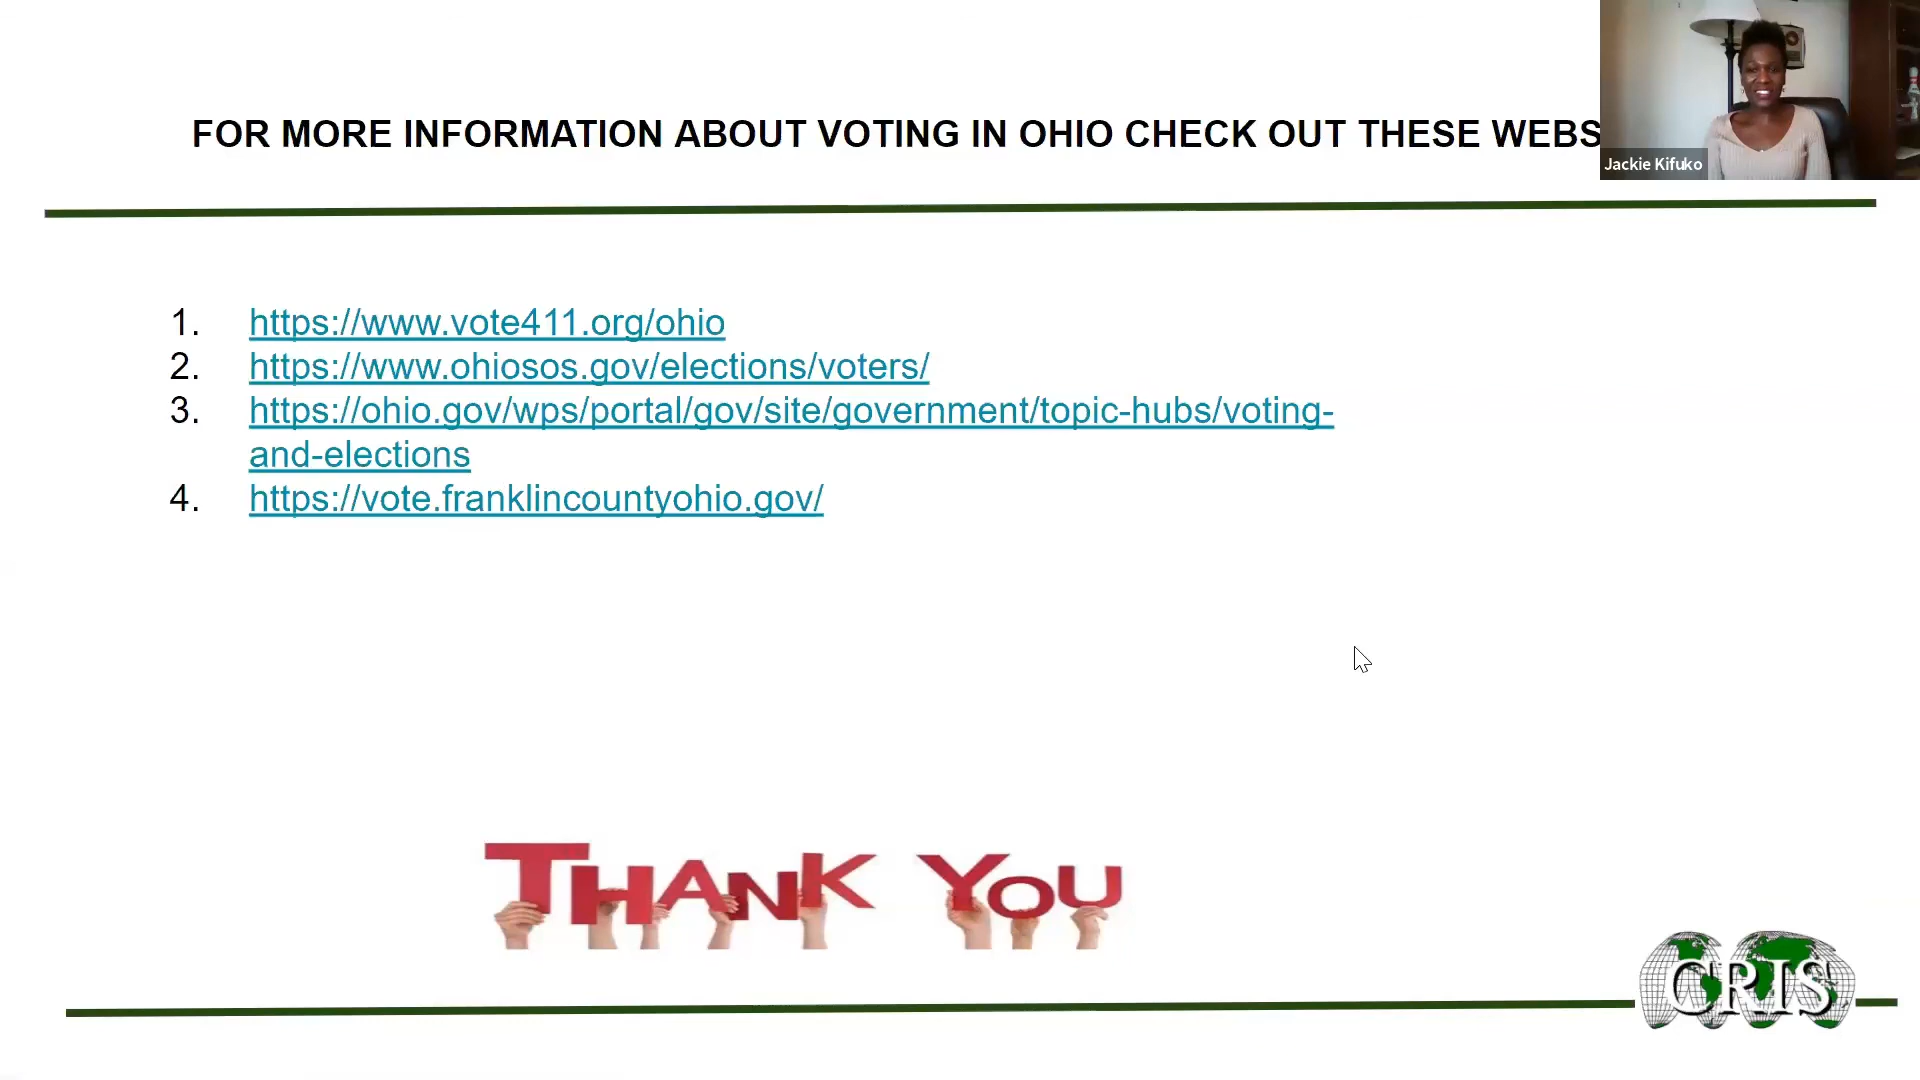 FOR MORE INFORMATION ABOUT VOTING IN OHIO CHECK OUT THESE WEBS
Jackie Kifuko
1. https://www.vote411.org/ohio
2. https://www.ohiosos.gov/elections/voters/
3. https://ohio.gov/wps/portal/gov/site/government/topic-hubs/voting-
and-elections
4. https://vote.franklincountyohio.gov/
THANK YOU
CRIS